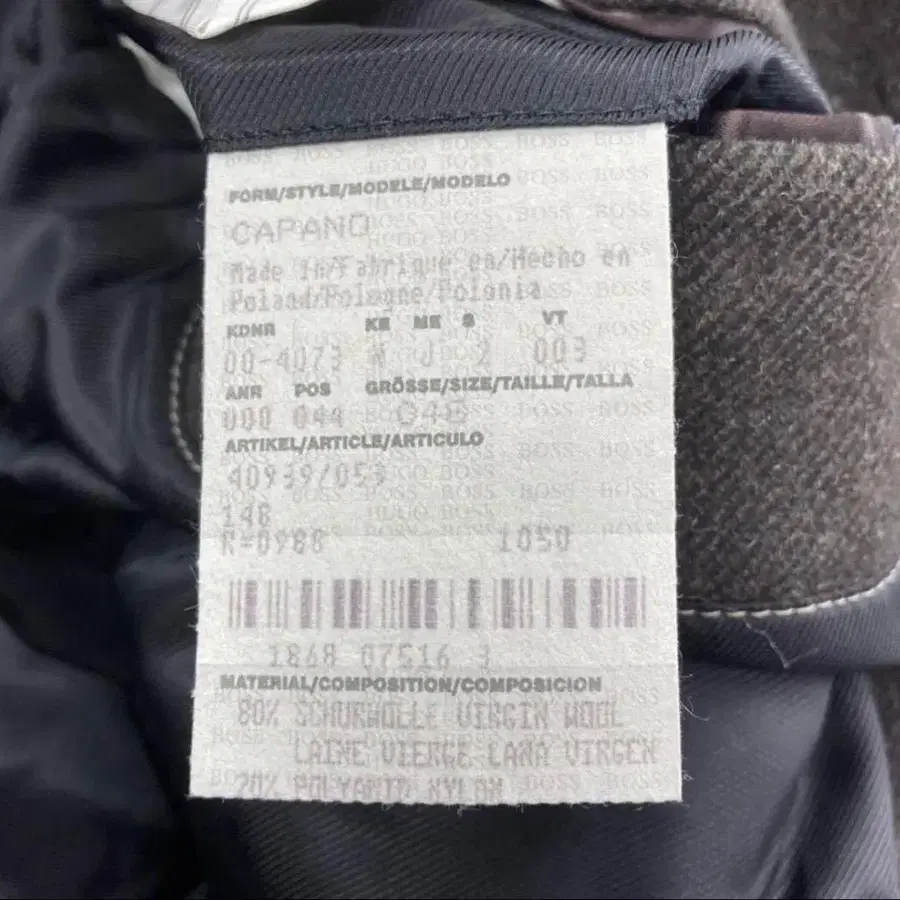 FORM/STYLE/MODELE/MODELO
CAPANO
Made in/Fabrique en/Hecho en
Poland/Pologne/Polonia
KDNR KE ME S VT
00-4073 N J 2 003
ANR POS GRÖSSE/SIZE/TAILLE/TALLA
000 044
ARTIKEL/ARTICLE/ARTICULO
40939/053
148
R=0988 1050
1868 07516 3
MATERIAL/COMPOSITION/COMPOSICION
80% SCHURWOLLE VIRGIN WOOL
LAINE VIERGE LANA VIRGEN
20% POLYAMID NYLON